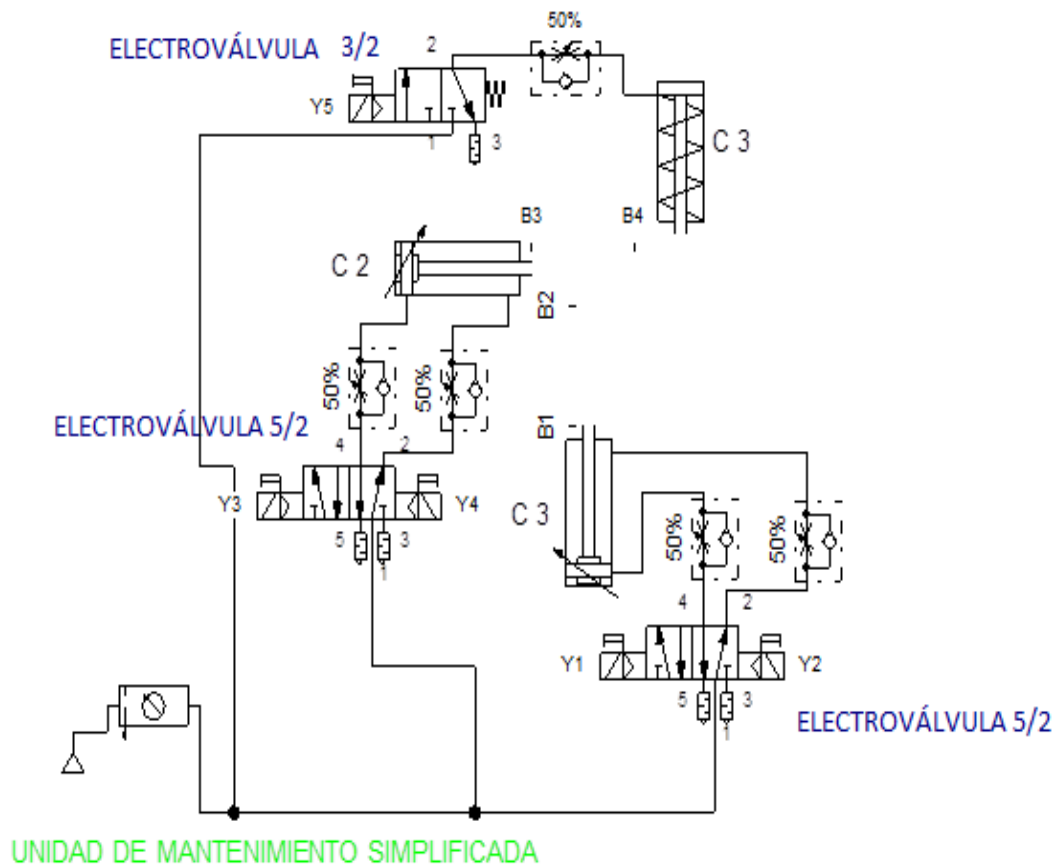 50%
ELECTROVÁLVULA 3/2
2
Y5
1
3
C 3
B3
B4
C 2
B2
50%
50%
ELECTROVÁLVULA 5/2
4
2
B1
Y3
Y4
C 3
50%
50%
5
3
1
4
2
Y1
Y2
5
3
1
ELECTROVÁLVULA 5/2
UNIDAD DE MANTENIMIENTO SIMPLIFICADA